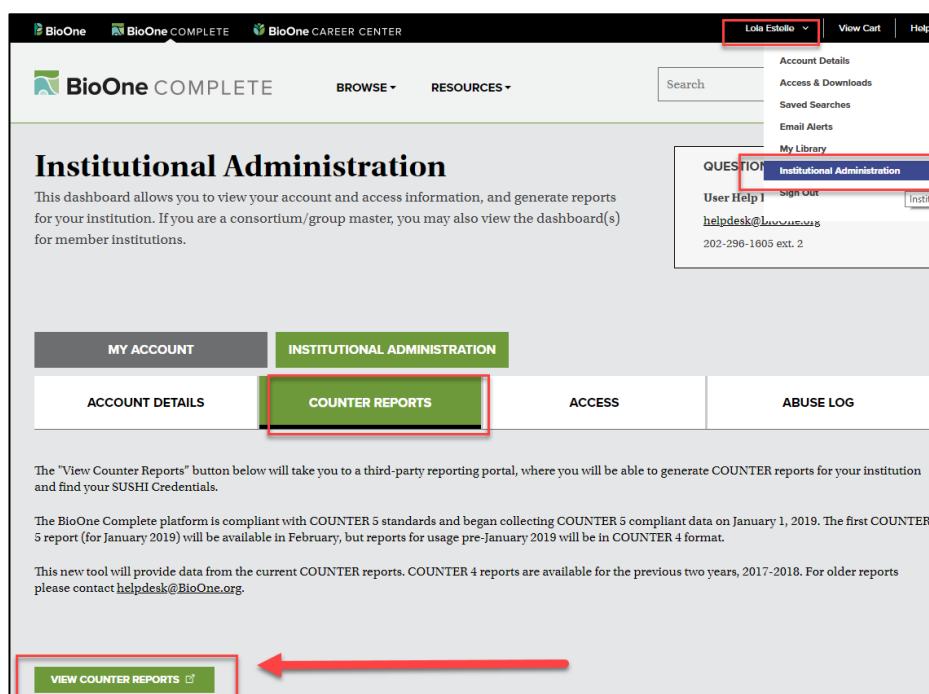 BioOne BioOne COMPLETE BioOne CAREER CENTER Lola Estelle View Cart Help
Account Details
Access & Downloads
Saved Searches
Email Alerts
My Library
Institutional Administration
Sign Out
BioOne COMPLETE BROWSE RESOURCES Search
Institutional Administration
This dashboard allows you to view your account and access information, and generate reports
for your institution. If you are a consortium/group master, you may also view the dashboard(s)
for member institutions.
QUESTION
User Help
helpdesk@BioOne.org
202-296-1605 ext. 2
Insti
MY ACCOUNT INSTITUTIONAL ADMINISTRATION
ACCOUNT DETAILS COUNTER REPORTS ACCESS ABUSE LOG
The "View Counter Reports" button below will take you to a third-party reporting portal, where you will be able to generate COUNTER reports for your institution
and find your SUSHI Credentials.
The BioOne Complete platform is compliant with COUNTER 5 standards and began collecting COUNTER 5 compliant data on January 1, 2019. The first COUNTER
5 report (for January 2019) will be available in February, but reports for usage pre-January 2019 will be in COUNTER 4 format.
This new tool will provide data from the current COUNTER reports. COUNTER 4 reports are available for the previous two years, 2017-2018. For older reports
please contact helpdesk@BioOne.org.
VIEW COUNTER REPORTS